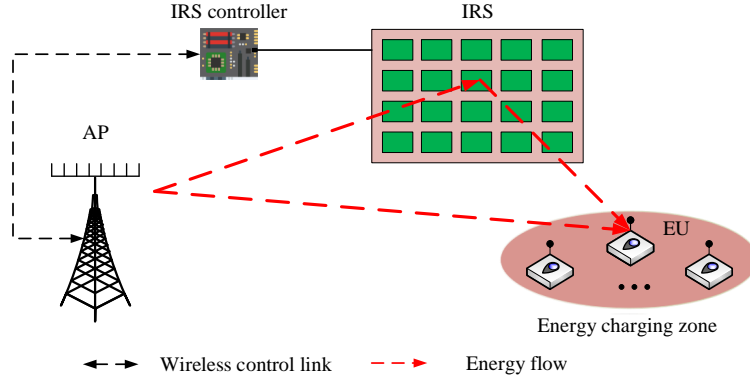 IRS controller
IRS
AP
EU
• • •
Energy charging zone
Wireless control link
Energy flow